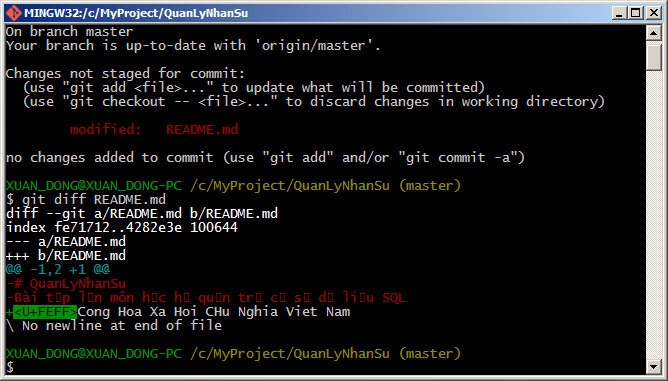 MINGW32:/c/MyProject/QuanLyNhanSu
On branch master
Your branch is up-to-date with 'origin/master'.
Changes not staged for commit:
(use "git add <file>..." to update what will be committed)
(use "git checkout -- <file>..." to discard changes in working directory)
modified: README.md
no changes added to commit (use "git add" and/or "git commit -a")
XUAN_DONG@XUAN_DONG-PC /c/MyProject/QuanLyNhanSu (master)
$ git diff README.md
diff --git a/README.md b/README.md
index fe71712..4282e3e 100644
--- a/README.md
+++ b/README.md
@@ -1,2 +1 @@
-# QuanLyNhanSu
-Bài t▯p l▯n môn h▯c h▯ qu▯n tr▯ c▯ s▯ d▯ li▯u SQL
+<U+FEFF>Cong Hoa Xa Hoi CHu Nghia Viet Nam
\ No newline at end of file
XUAN_DONG@XUAN_DONG-PC /c/MyProject/QuanLyNhanSu (master)
$